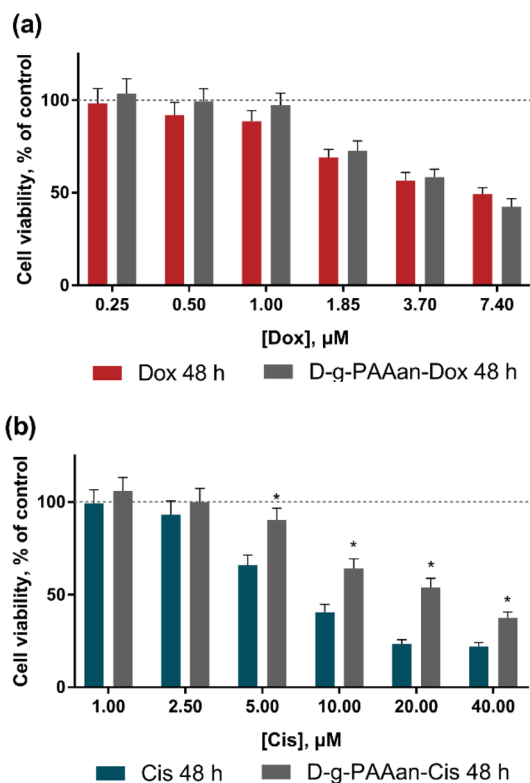 (a)
Cell viability, % of control
100
50
0
0.25 0.50 1.00 1.85 3.70 7.40
[Dox], µM
Dox 48 h D-g-PAAan-Dox 48 h
(b)
Cell viability, % of control
100
50
0
* * * *
1.00 2.50 5.00 10.00 20.00 40.00
[Cis], µM
Cis 48 h D-g-PAAan-Cis 48 h